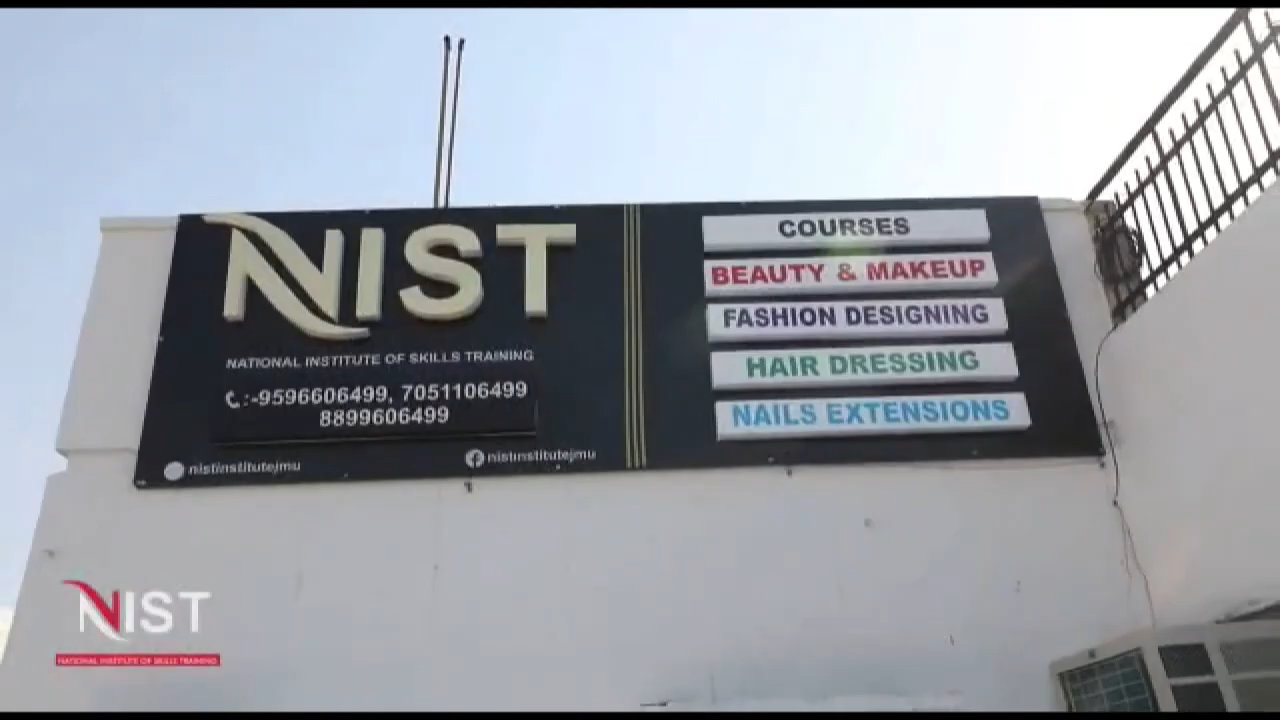 NIST
NATIONAL INSTITUTE OF SKILLS TRAINING
:-9596606499, 7051106499
8899606499
nistinstitutejmu
nistinstitutejmu
COURSES
BEAUTY & MAKEUP
FASHION DESIGNING
HAIR DRESSING
NAILS EXTENSIONS
NIST
NATIONAL INSTITUTE OF SKILLS TRAINING